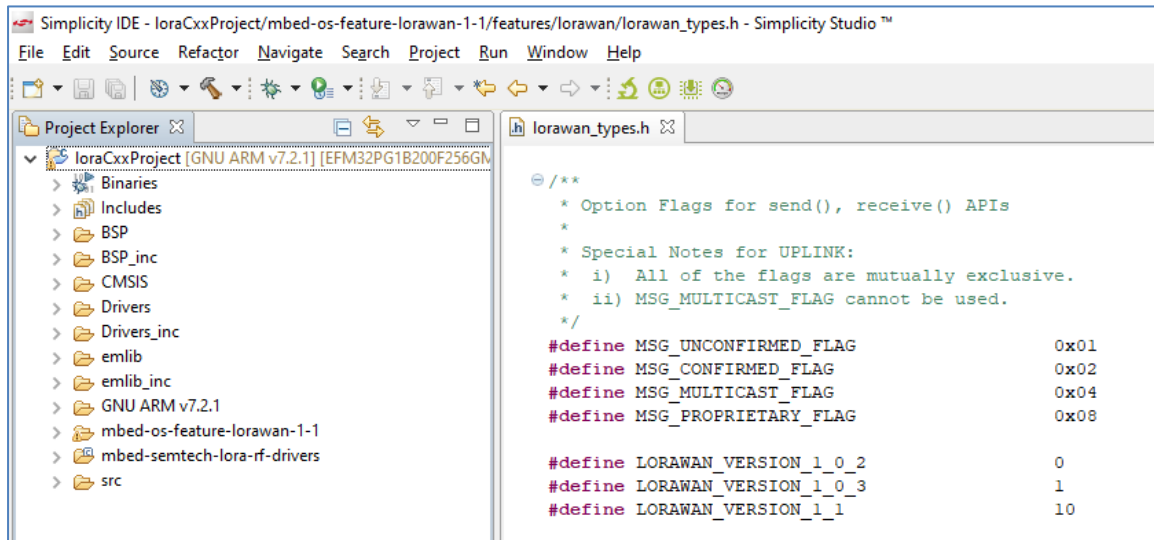 Simplicity IDE - loraCxxProject/mbed-os-feature-lorawan-1-1/features/lorawan/lorawan_types.h - Simplicity Studio ™
File Edit Source Refactor Navigate Search Project Run Window Help
Project Explorer
loraCxxProject [GNU ARM v7.2.1] [EFM32PG1B200F256GM
Binaries
Includes
BSP
BSP_inc
CMSIS
Drivers
Drivers_inc
emlib
emlib_inc
GNU ARM v7.2.1
mbed-os-feature-lorawan-1-1
mbed-semtech-lora-rf-drivers
src
lorawan_types.h
/**
* Option Flags for send(), receive() APIs
*
* Special Notes for UPLINK:
* i) All of the flags are mutually exclusive.
* ii) MSG_MULTICAST_FLAG cannot be used.
*/
#define MSG_UNCONFIRMED_FLAG 0x01
#define MSG_CONFIRMED_FLAG 0x02
#define MSG_MULTICAST_FLAG 0x04
#define MSG_PROPRIETARY_FLAG 0x08
#define LORAWAN_VERSION_1_0_2 0
#define LORAWAN_VERSION_1_0_3 1
#define LORAWAN_VERSION_1_1 10